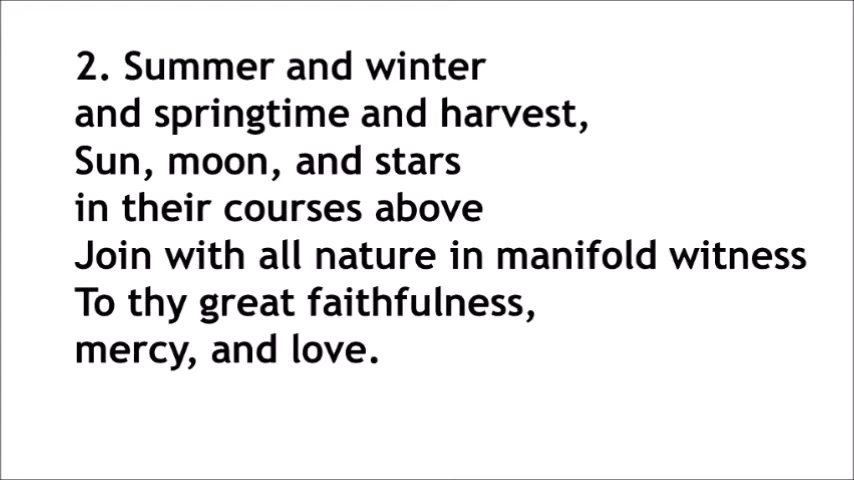 2. Summer and winter
and springtime and harvest,
Sun, moon, and stars
in their courses above
Join with all nature in manifold witness
To thy great faithfulness,
mercy, and love.